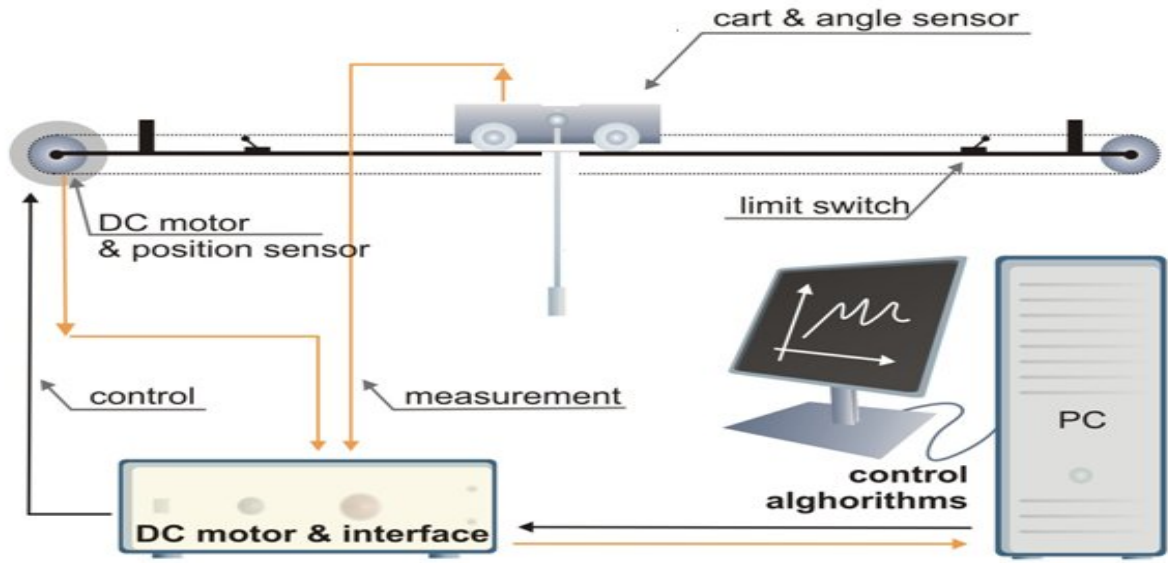 cart & angle sensor
DC motor
& position sensor
limit switch
control
measurement
PC
control
alghorithms
DC motor & interface